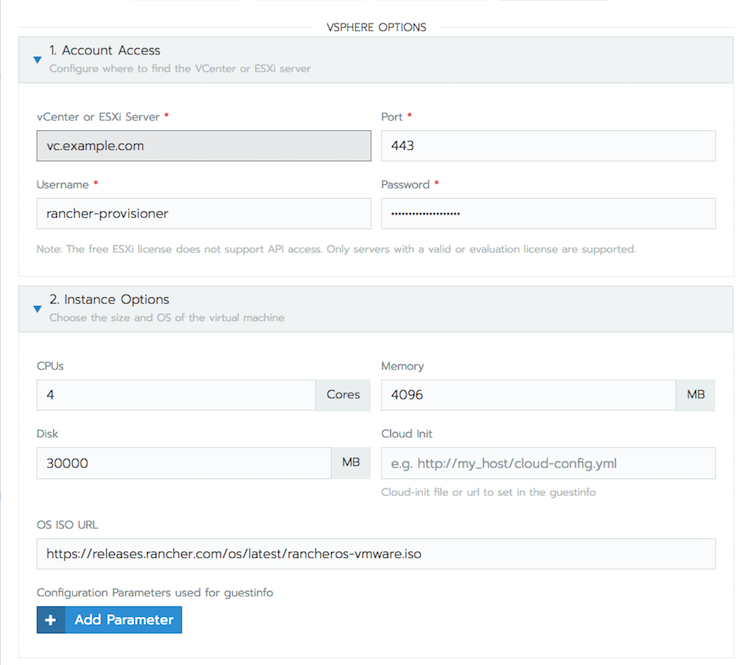 VSPHERE OPTIONS
1. Account Access
Configure where to find the VCenter or ESXi server
vCenter or ESXi Server *
Port *
vc.example.com
443
Username *
Password *
rancher-provisioner
••••••••••••••••••••
Note: The free ESXi license does not support API access. Only servers with a valid or evaluation license are supported.
2. Instance Options
Choose the size and OS of the virtual machine
CPUs
Memory
4 Cores
4096 MB
Disk
Cloud Init
30000 MB
e.g. http://my_host/cloud-config.yml
Cloud-init file or url to set in the guestinfo
OS ISO URL
https://releases.rancher.com/os/latest/rancheros-vmware.iso
Configuration Parameters used for guestinfo
+ Add Parameter